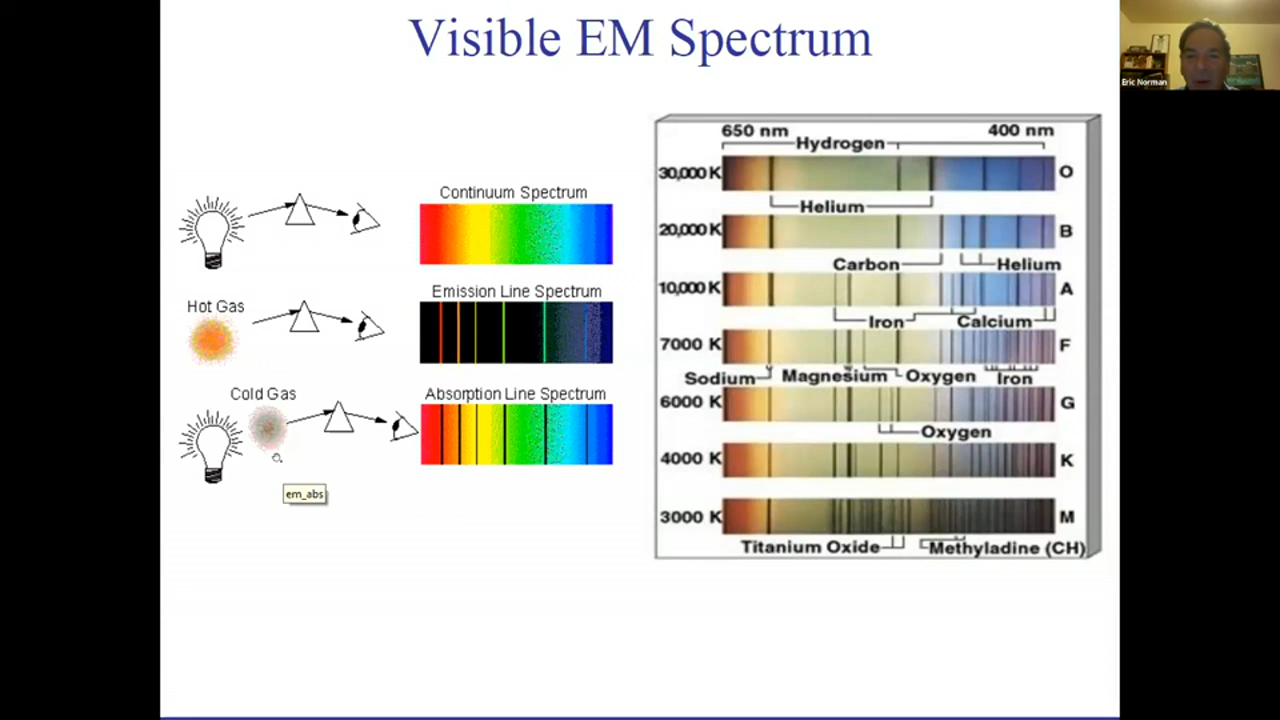 Visible EM Spectrum
Eric Norman
Continuum Spectrum
Hot Gas
Emission Line Spectrum
Cold Gas
Absorption Line Spectrum
em_abs
650 nm 400 nm
Hydrogen
30,000 K O
Helium
20,000 K B
Carbon Helium
10,000 K A
Iron Calcium
7000 K F
Sodium Magnesium Oxygen Iron
6000 K G
Oxygen
4000 K K
3000 K M
Titanium Oxide Methyladine (CH)